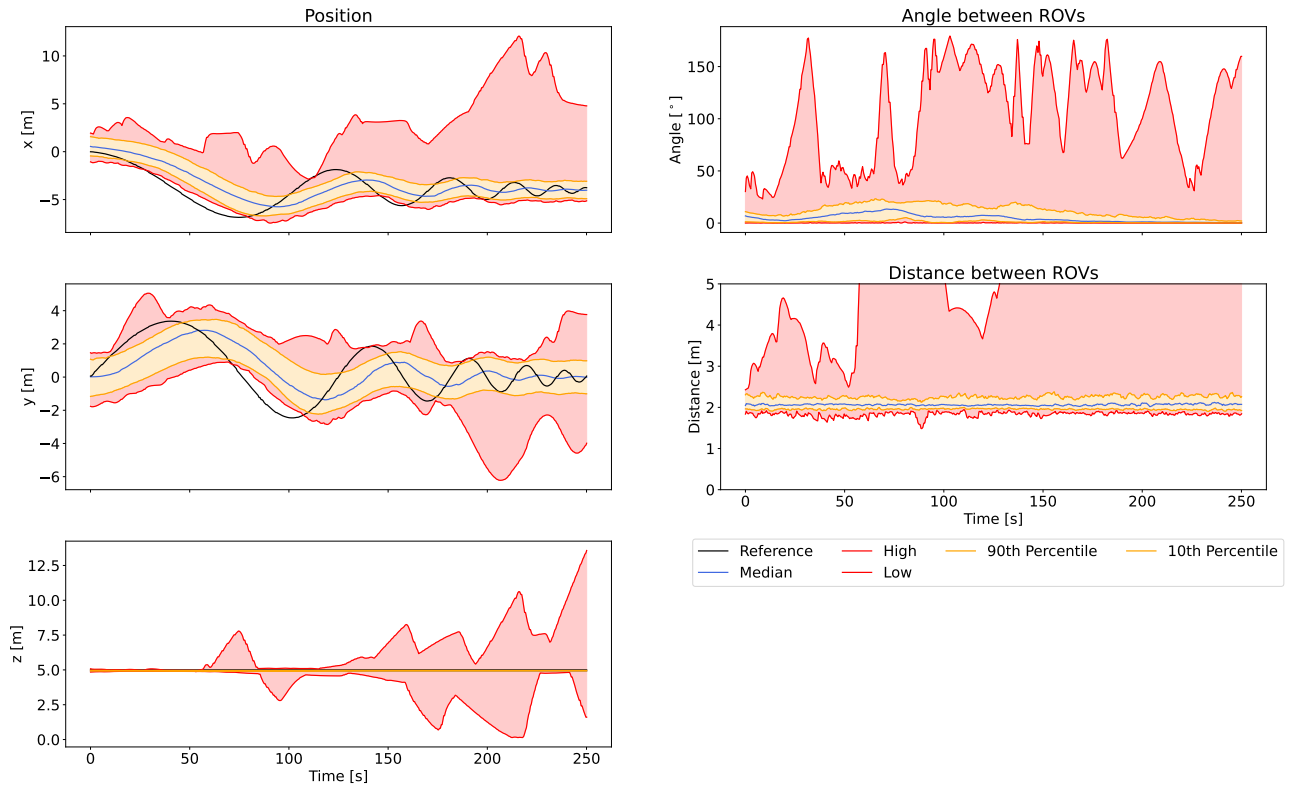 Position
10
5
0
−5
x [m]
4
2
0
−2
−4
−6
y [m]
12.5
10.0
7.5
5.0
2.5
0.0
z [m]
0 50 100 150 200 250
Time [s]
Angle between ROVs
150
100
50
0
Angle [°]
Distance between ROVs
5
4
3
2
1
0
Distance [m]
0 50 100 150 200 250
Time [s]
Reference High 90th Percentile 10th Percentile
Median Low